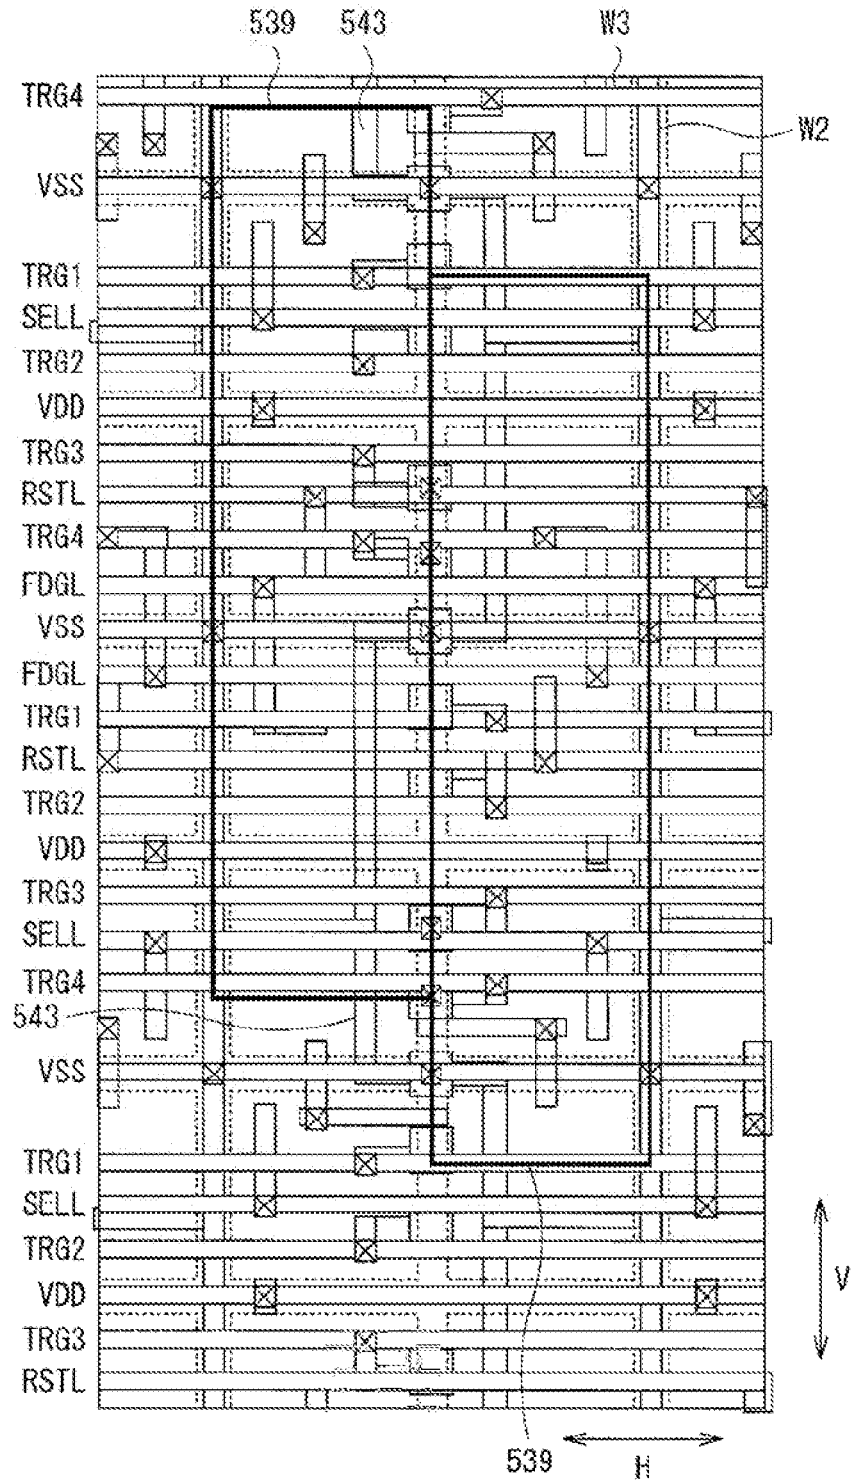 539 543 W3
TRG4
W2
VSS
TRG1
SELL
TRG2
VDD
TRG3
RSTL
TRG4
FDGL
VSS
FDGL
TRG1
RSTL
TRG2
VDD
TRG3
SELL
TRG4
543
VSS
TRG1
SELL
TRG2
V
VDD
TRG3
RSTL
539
H